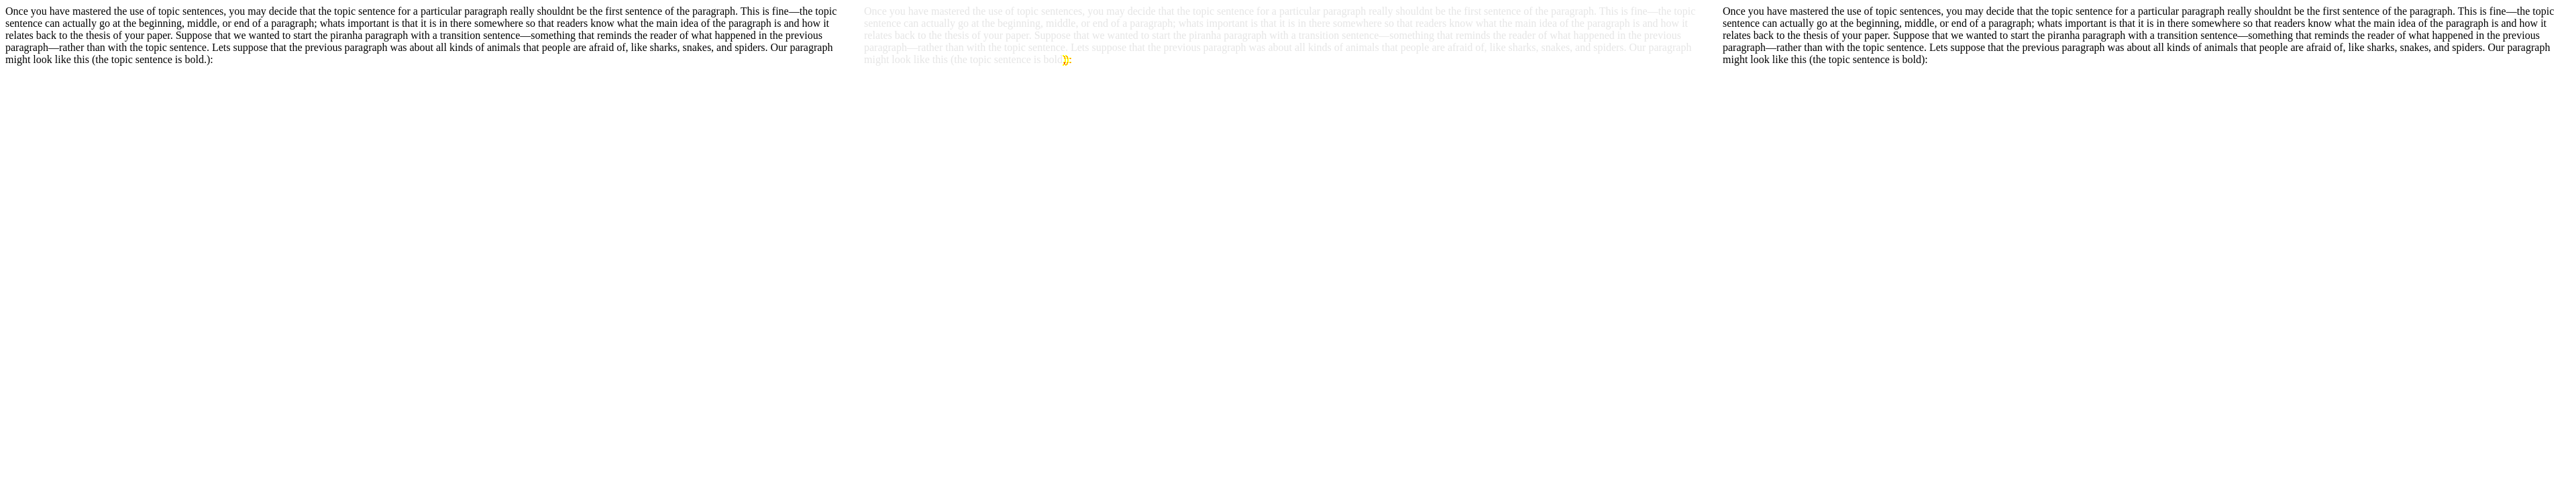 Once you have mastered the use of topic sentences, you may decide that the topic sentence for a particular paragraph really shouldnt be the first sentence of the paragraph. This is fine—the topic
sentence can actually go at the beginning, middle, or end of a paragraph; whats important is that it is in there somewhere so that readers know what the main idea of the paragraph is and how it
relates back to the thesis of your paper. Suppose that we wanted to start the piranha paragraph with a transition sentence—something that reminds the reader of what happened in the previous
paragraph—rather than with the topic sentence. Lets suppose that the previous paragraph was about all kinds of animals that people are afraid of, like sharks, snakes, and spiders. Our paragraph
might look like this (the topic sentence is bold.):
Once you have mastered the use of topic sentences, you may decide that the topic sentence for a particular paragraph really shouldnt be the first sentence of the paragraph. This is fine—the topic
sentence can actually go at the beginning, middle, or end of a paragraph; whats important is that it is in there somewhere so that readers know what the main idea of the paragraph is and how it
relates back to the thesis of your paper. Suppose that we wanted to start the piranha paragraph with a transition sentence—something that reminds the reader of what happened in the previous
paragraph—rather than with the topic sentence. Lets suppose that the previous paragraph was about all kinds of animals that people are afraid of, like sharks, snakes, and spiders. Our paragraph
might look like this (the topic sentence is bold
Once you have mastered the use of topic sentences, you may decide that the topic sentence for a particular paragraph really shouldnt be the first sentence of the paragraph. This is fine—the topic
sentence can actually go at the beginning, middle, or end of a paragraph; whats important is that it is in there somewhere so that readers know what the main idea of the paragraph is and how it
relates back to the thesis of your paper. Suppose that we wanted to start the piranha paragraph with a transition sentence—something that reminds the reader of what happened in the previous
paragraph—rather than with the topic sentence. Lets suppose that the previous paragraph was about all kinds of animals that people are afraid of, like sharks, snakes, and spiders. Our paragraph
might look like this (the topic sentence is bold):